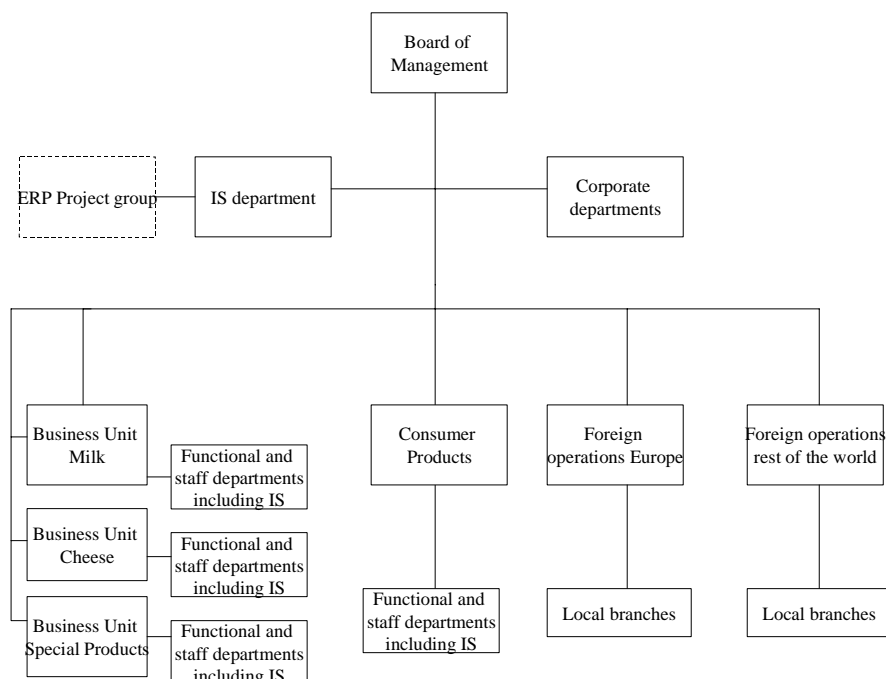 Board of
Management
ERP Project group
IS department
Corporate
departments
Business Unit
Milk
Functional and
staff departments
including IS
Consumer
Products
Foreign
operations Europe
Foreign operations
rest of the world
Business Unit
Cheese
Functional and
staff departments
including IS
Functional and
staff departments
including IS
Local branches
Local branches
Business Unit
Special Products
Functional and
staff departments
including IS